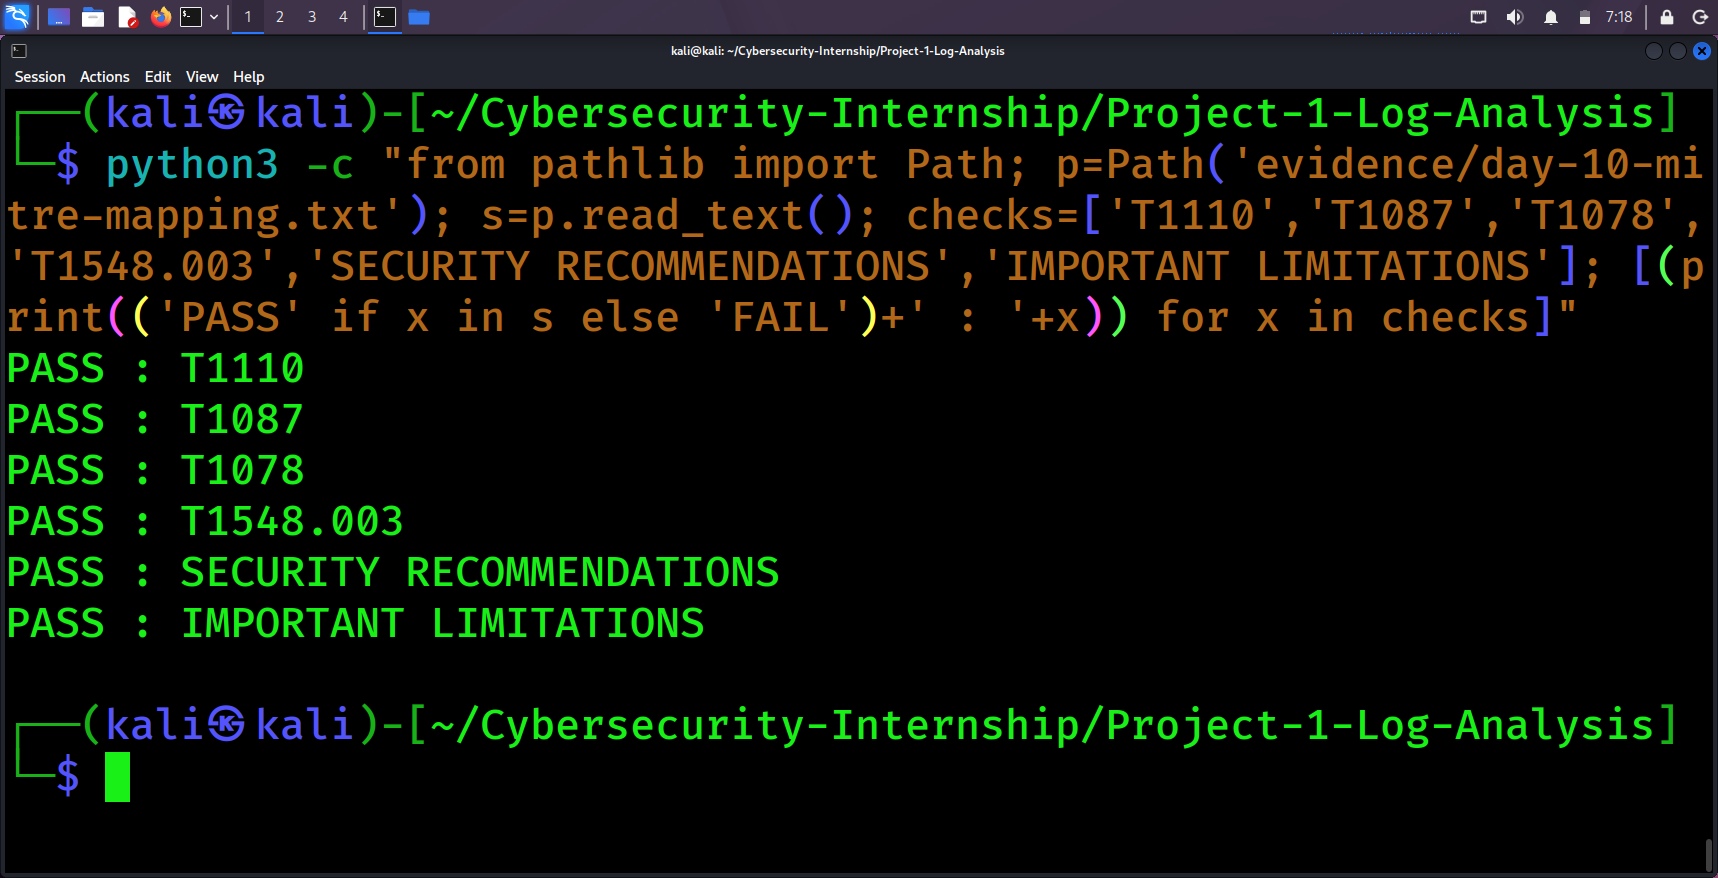 1 2 3 4 7:18
kali@kali: ~/Cybersecurity-Internship/Project-1-Log-Analysis
Session Actions Edit View Help
┌──(kali㉿kali)-[~/Cybersecurity-Internship/Project-1-Log-Analysis]
└─$ python3 -c "from pathlib import Path; p=Path('evidence/day-10-mi
tre-mapping.txt'); s=p.read_text(); checks=['T1110','T1087','T1078',
'T1548.003','SECURITY RECOMMENDATIONS','IMPORTANT LIMITATIONS']; [(p
rint(('PASS' if x in s else 'FAIL')+' : '+x)) for x in checks]"
PASS : T1110
PASS : T1087
PASS : T1078
PASS : T1548.003
PASS : SECURITY RECOMMENDATIONS
PASS : IMPORTANT LIMITATIONS
┌──(kali㉿kali)-[~/Cybersecurity-Internship/Project-1-Log-Analysis]
└─$